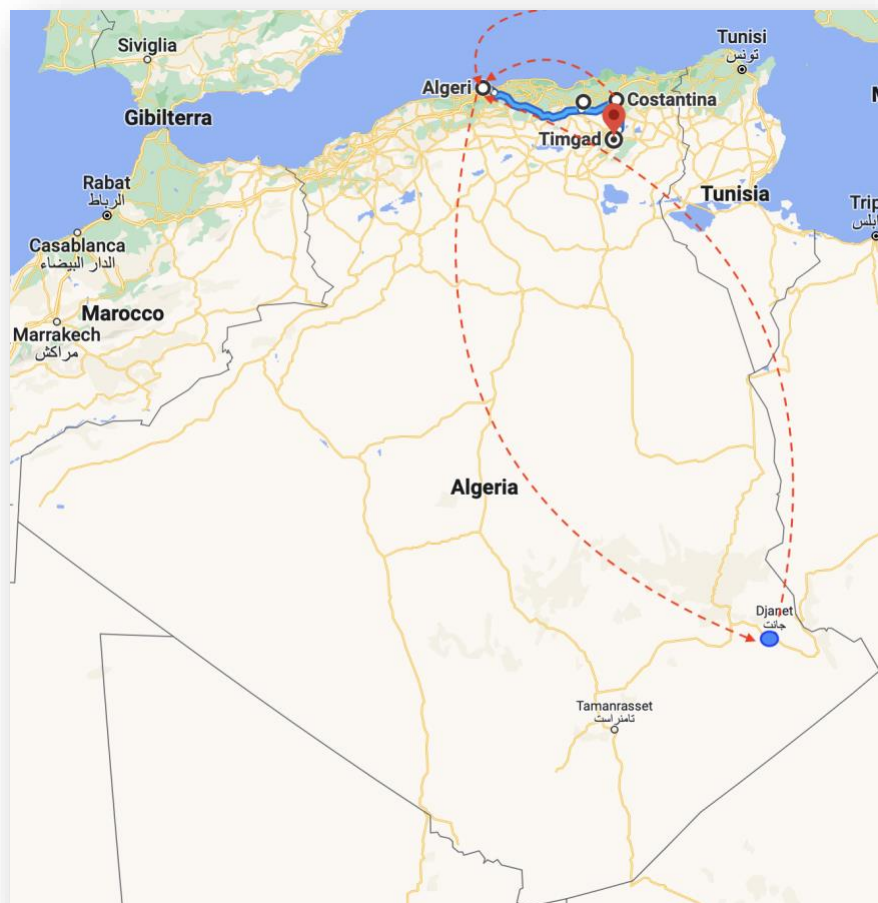 Siviglia
Tunisi
تونس
Algeri
Costantina
Gibilterra
Timgad
Rabat
الرباط
Tunisia
Casablanca
الدار البيضاء
Marocco
Marrakech
مراكش
Algeria
Djanet
جانت
Tamanrasset
تامنراست